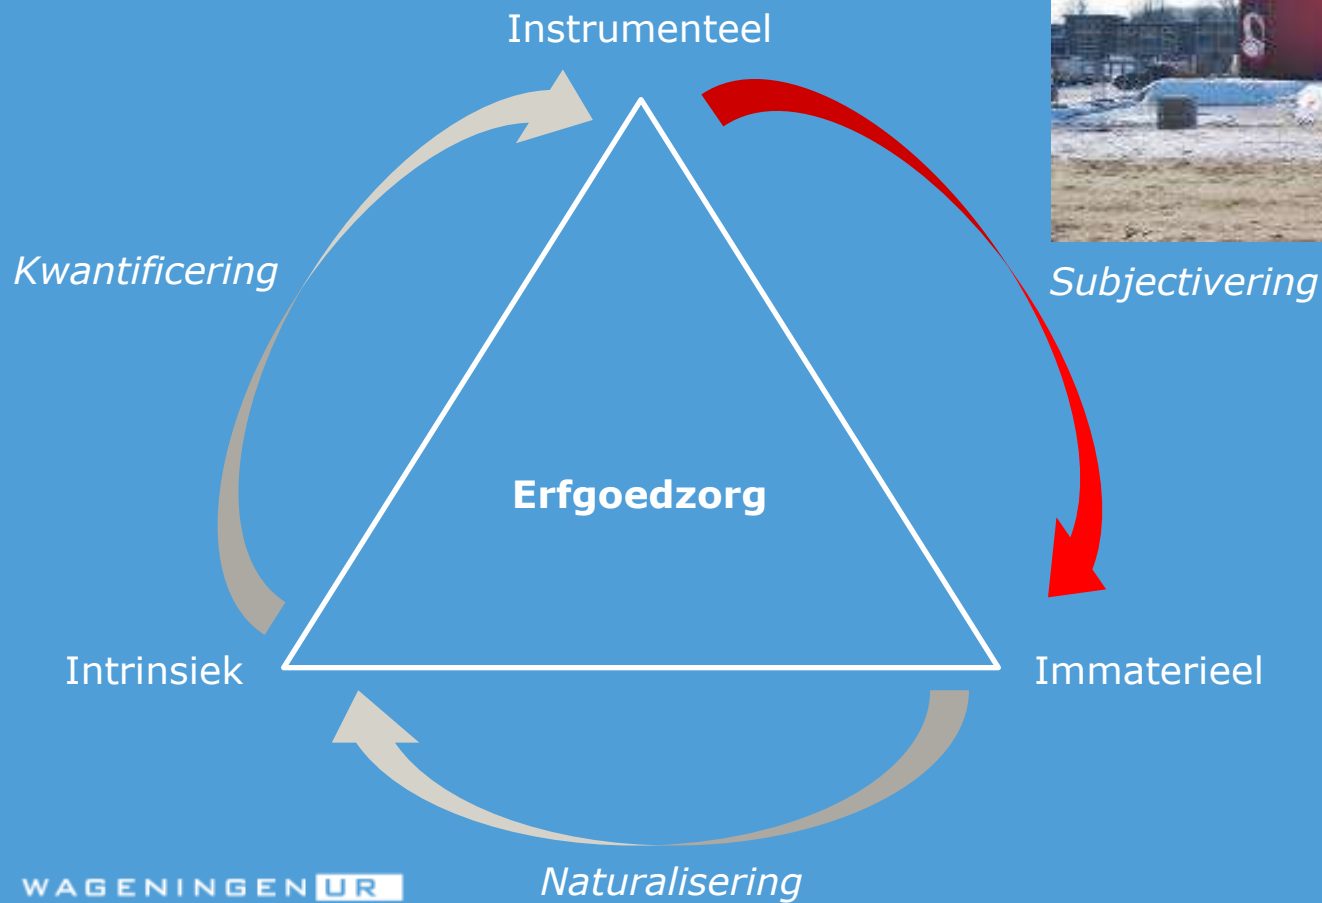 Instrumenteel
Kwantificering
Subjectivering
Erfgoedzorg
Intrinsiek
Immaterieel
Naturalisering
WAGENINGEN UR